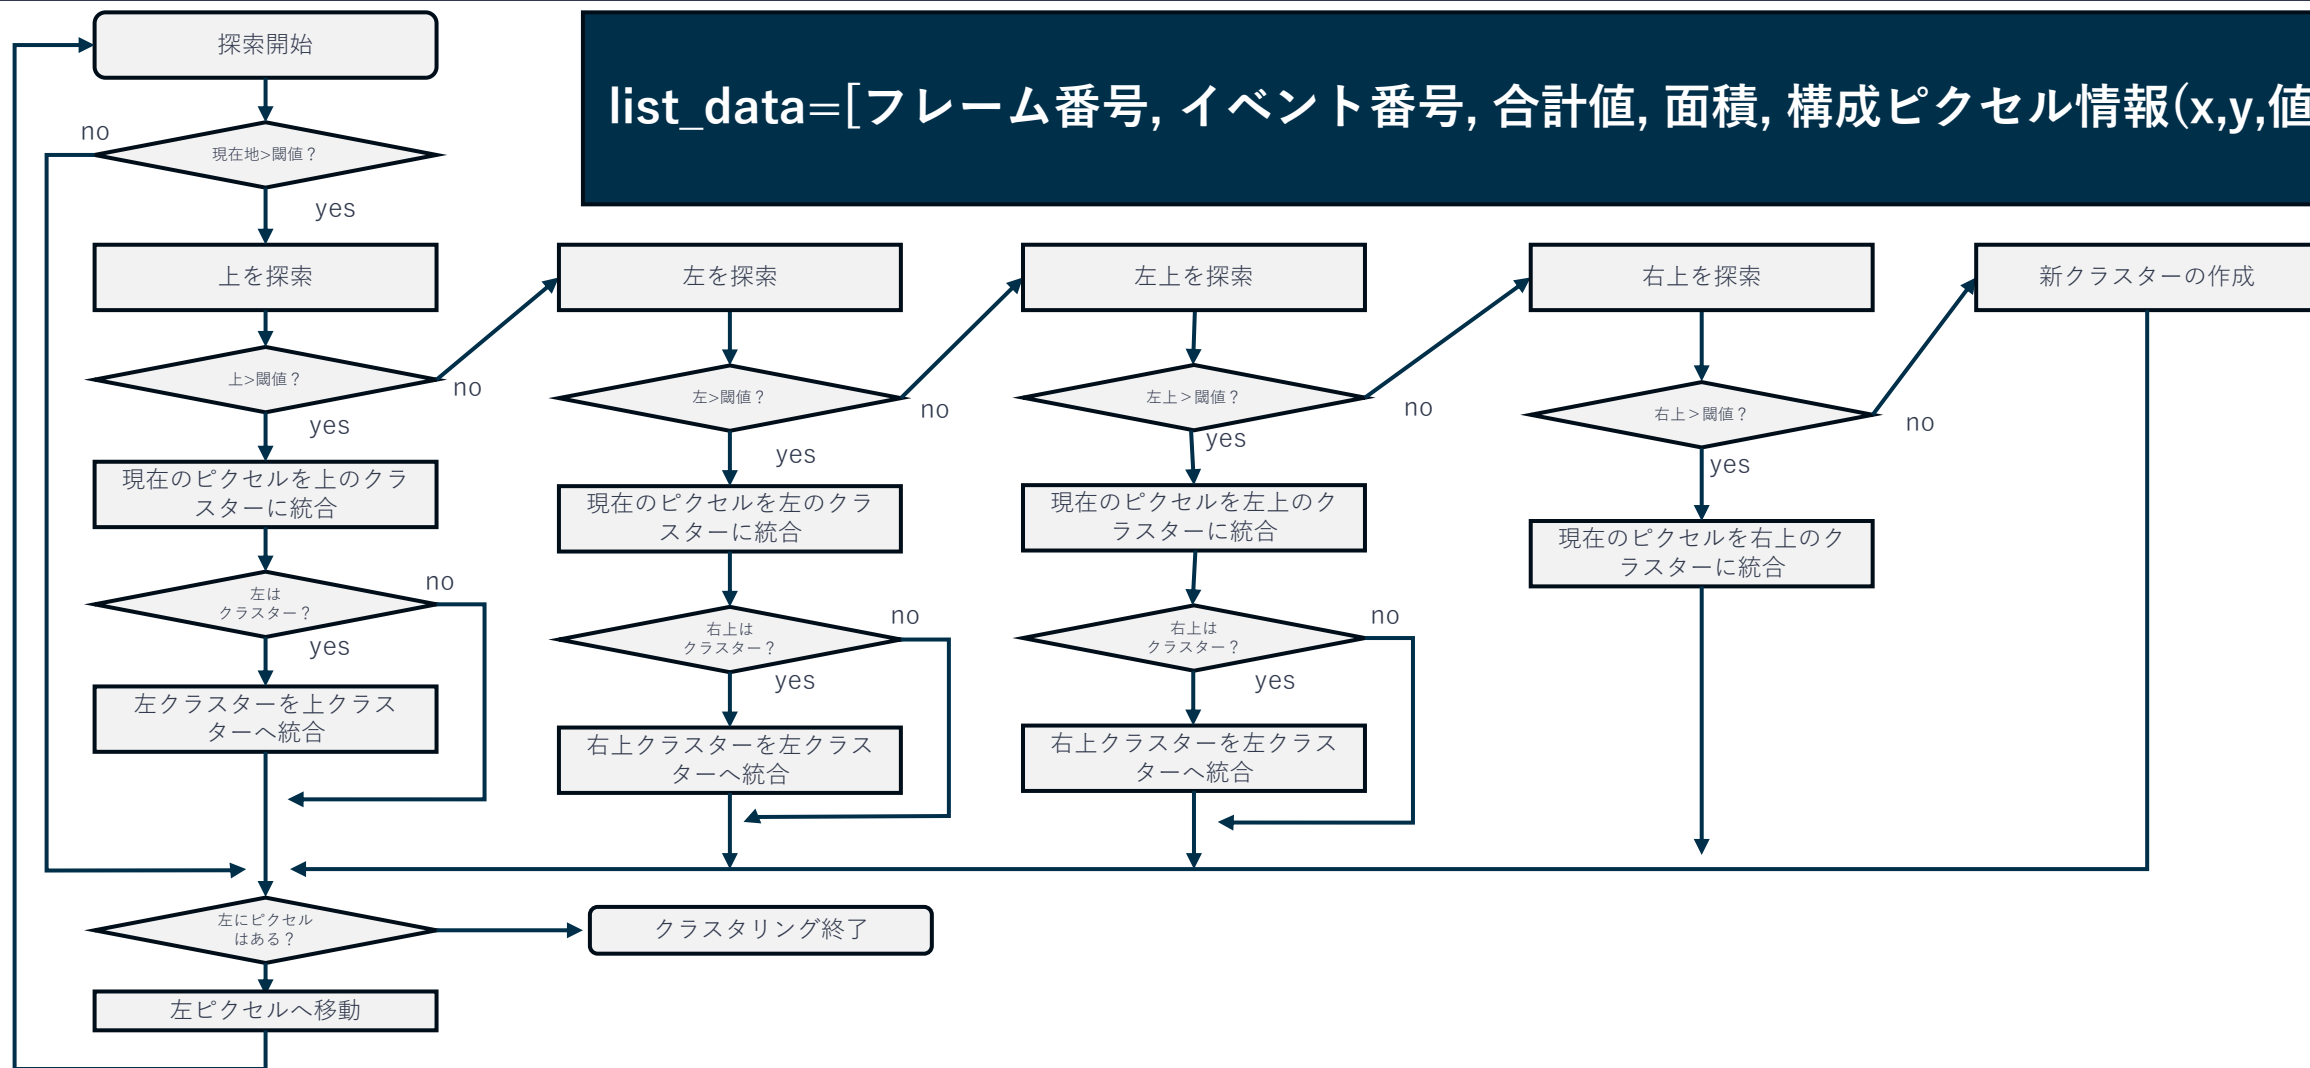 探索開始
list_data=[フレーム番号, イベント番号, 合計値, 面積, 構成ピクセル情報(x,y,値
no
現在地>閾値？
yes
上を探索
左を探索
左上を探索
右上を探索
新クラスターの作成
上>閾値？
no
左>閾値？
no
左上＞閾値？
no
右上＞閾値？
no
yes
yes
yes
yes
現在のピクセルを上のクラ
スターに統合
現在のピクセルを左のクラ
スターに統合
現在のピクセルを左上のク
ラスターに統合
現在のピクセルを右上のク
ラスターに統合
左は
クラスター？
no
右上は
クラスター？
no
右上は
クラスター？
no
yes
yes
yes
左クラスターを上クラス
ターへ統合
右上クラスターを左クラス
ターへ統合
右上クラスターを左クラス
ターへ統合
左にピクセル
はある？
クラスタリング終了
左ピクセルへ移動